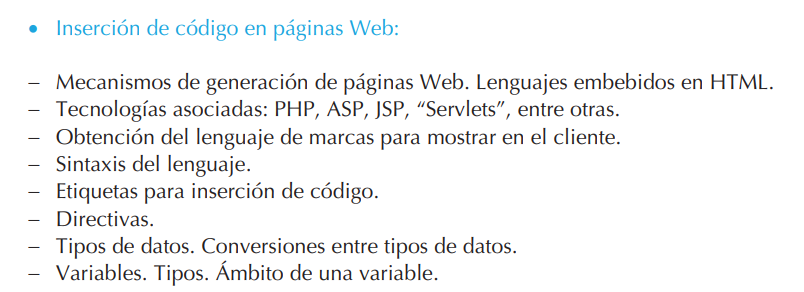 • Inserción de código en páginas Web:
– Mecanismos de generación de páginas Web. Lenguajes embebidos en HTML.
– Tecnologías asociadas: PHP, ASP, JSP, “Servlets”, entre otras.
– Obtención del lenguaje de marcas para mostrar en el cliente.
– Sintaxis del lenguaje.
– Etiquetas para inserción de código.
– Directivas.
– Tipos de datos. Conversiones entre tipos de datos.
– Variables. Tipos. Ámbito de una variable.